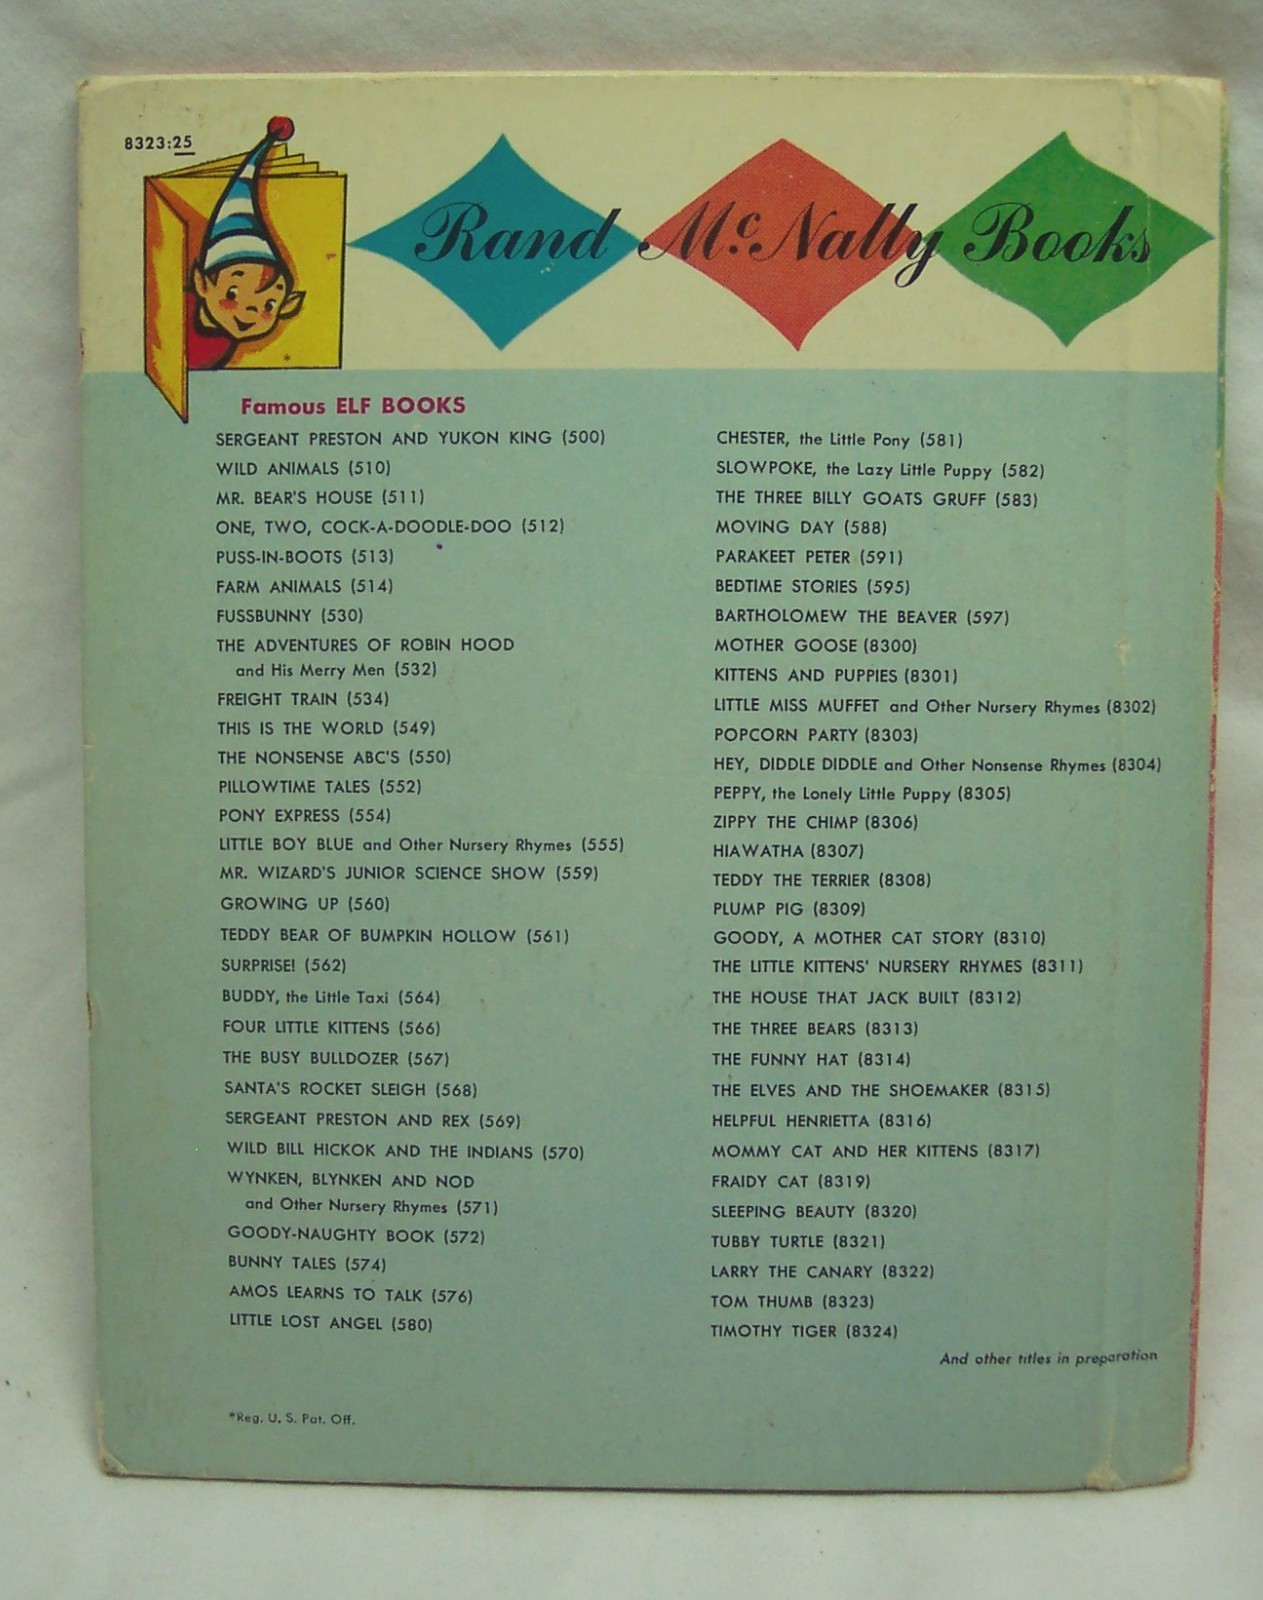 8323:25
Rand McNally Books
Famous ELF BOOKS
SERGEANT PRESTON AND YUKON KING (500)
WILD ANIMALS (510)
MR. BEAR'S HOUSE (511)
ONE, TWO, COCK-A-DOODLE-DOO (512)
PUSS-IN-BOOTS (513)
FARM ANIMALS (514)
FUSSBUNNY (530)
THE ADVENTURES OF ROBIN HOOD
and His Merry Men (532)
FREIGHT TRAIN (534)
THIS IS THE WORLD (549)
THE NONSENSE ABC'S (550)
PILLOWTIME TALES (552)
PONY EXPRESS (554)
LITTLE BOY BLUE and Other Nursery Rhymes (555)
MR. WIZARD'S JUNIOR SCIENCE SHOW (559)
GROWING UP (560)
TEDDY BEAR OF BUMPKIN HOLLOW (561)
SURPRISE! (562)
BUDDY, the Little Taxi (564)
FOUR LITTLE KITTENS (566)
THE BUSY BULLDOZER (567)
SANTA'S ROCKET SLEIGH (568)
SERGEANT PRESTON AND REX (569)
WILD BILL HICKOK AND THE INDIANS (570)
WYNKEN, BLYNKEN AND NOD
and Other Nursery Rhymes (571)
GOODY-NAUGHTY BOOK (572)
BUNNY TALES (574)
AMOS LEARNS TO TALK (576)
LITTLE LOST ANGEL (580)
CHESTER, the Little Pony (581)
SLOWPOKE, the Lazy Little Puppy (582)
THE THREE BILLY GOATS GRUFF (583)
MOVING DAY (588)
PARAKEET PETER (591)
BEDTIME STORIES (595)
BARTHOLOMEW THE BEAVER (597)
MOTHER GOOSE (8300)
KITTENS AND PUPPIES (8301)
LITTLE MISS MUFFET and Other Nursery Rhymes (8302)
POPCORN PARTY (8303)
HEY, DIDDLE DIDDLE and Other Nonsense Rhymes (8304)
PEPPY, the Lonely Little Puppy (8305)
ZIPPY THE CHIMP (8306)
HIAWATHA (8307)
TEDDY THE TERRIER (8308)
PLUMP PIG (8309)
GOODY, A MOTHER CAT STORY (8310)
THE LITTLE KITTENS' NURSERY RHYMES (8311)
THE HOUSE THAT JACK BUILT (8312)
THE THREE BEARS (8313)
THE FUNNY HAT (8314)
THE ELVES AND THE SHOEMAKER (8315)
HELPFUL HENRIETTA (8316)
MOMMY CAT AND HER KITTENS (8317)
FRAIDY CAT (8319)
SLEEPING BEAUTY (8320)
TUBBY TURTLE (8321)
LARRY THE CANARY (8322)
TOM THUMB (8323)
TIMOTHY TIGER (8324)
And other titles in preparation
*Reg. U. S. Pat. Off.